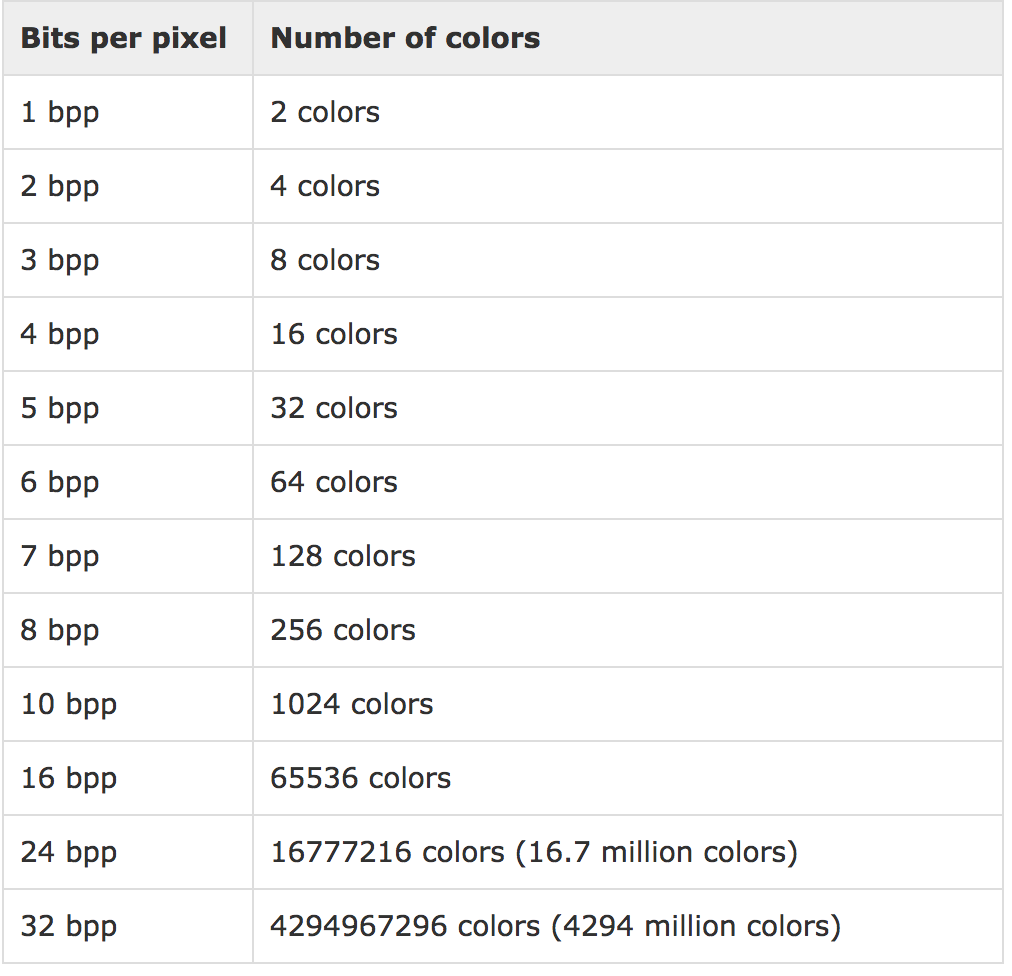 Bits per pixel Number of colors
1 bpp 2 colors
2 bpp 4 colors
3 bpp 8 colors
4 bpp 16 colors
5 bpp 32 colors
6 bpp 64 colors
7 bpp 128 colors
8 bpp 256 colors
10 bpp 1024 colors
16 bpp 65536 colors
24 bpp 16777216 colors (16.7 million colors)
32 bpp 4294967296 colors (4294 million colors)